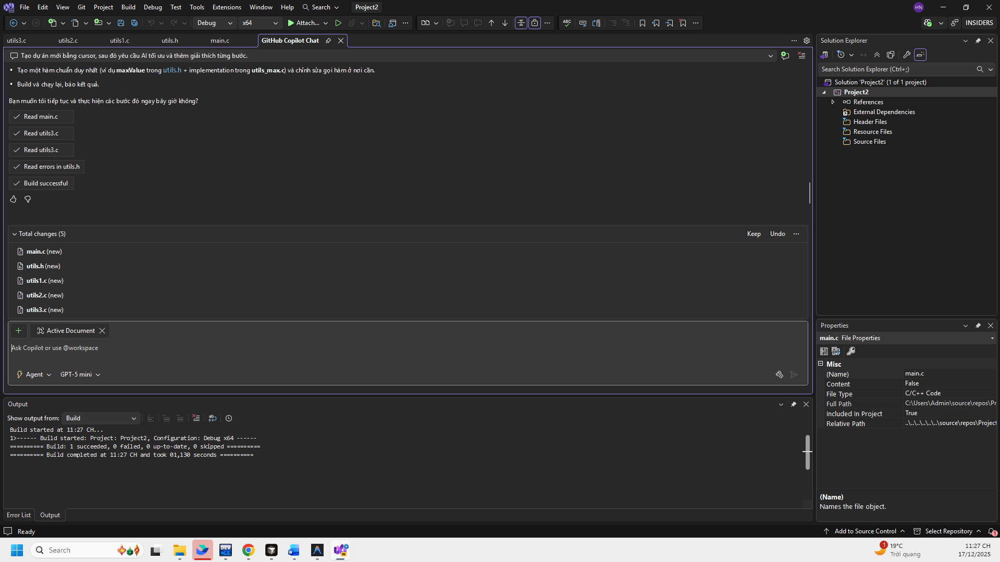 File Edit View Git Project Build Debug Test Tools Extensions Window Help Search Project2 HN
Debug x64 Attach... INSIDERS
utils3.c utils2.c utils1.c utils.h main.c GitHub Copilot Chat
Tạo dự án mới bằng cursor, sau đó yêu cầu AI tối ưu và thêm giải thích từng bước.
• Tạo một hàm chuẩn duy nhất (ví dụ maxValue trong utils.h + implementation trong utils_max.c) và chỉnh sửa gọi hàm ở nơi cần.
• Build và chạy lại, báo kết quả.
Bạn muốn tôi tiếp tục và thực hiện các bước đó ngay bây giờ không?
Read main.c
Read utils3.c
Read utils3.c
Read errors in utils.h
Build successful
Total changes (5) Keep Undo
main.c (new)
utils.h (new)
utils1.c (new)
utils2.c (new)
utils3.c (new)
Active Document
Ask Copilot or use @workspace
Agent GPT-5 mini
Output
Show output from: Build
Build started at 11:27 CH...
1>------ Build started: Project: Project2, Configuration: Debug x64 ------
========== Build: 1 succeeded, 0 failed, 0 up-to-date, 0 skipped ==========
========== Build completed at 11:27 CH and took 01,130 seconds ==========
Error List Output
Solution Explorer
Search Solution Explorer (Ctrl+;)
Solution 'Project2' (1 of 1 project)
Project2
References
External Dependencies
Header Files
Resource Files
Source Files
Properties
main.c File Properties
Misc
(Name) main.c
Content False
File Type C/C++ Code
Full Path C:\Users\Admin\source\repos\Pr
Included In Project True
Relative Path ..\..\..\..\..\..\source\repos\Project
(Name)
Names the file object.
Ready Add to Source Control Select Repository 1
Search DEV 1 19°C 11:27 CH
Trời quang 17/12/2025